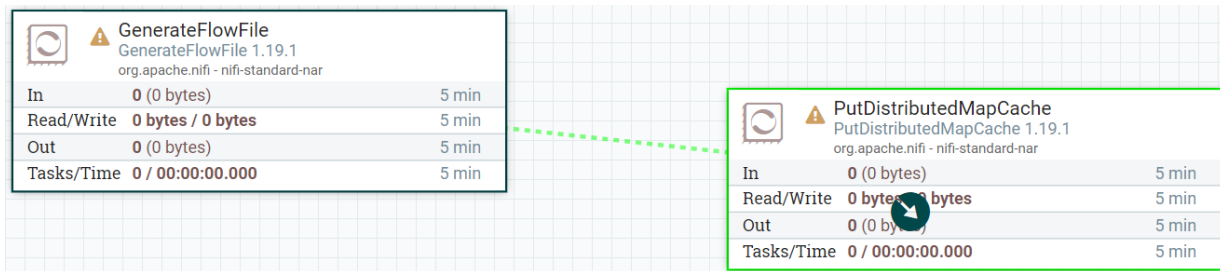 GenerateFlowFile
GenerateFlowFile 1.19.1
org.apache.nifi - nifi-standard-nar
In 0 (0 bytes) 5 min
Read/Write 0 bytes / 0 bytes 5 min
Out 0 (0 bytes) 5 min
Tasks/Time 0 / 00:00:00.000 5 min
PutDistributedMapCache
PutDistributedMapCache 1.19.1
org.apache.nifi - nifi-standard-nar
In 0 (0 bytes) 5 min
Read/Write 0 bytes 0 bytes 5 min
Out 0 (0 by 5 min
Tasks/Time 0 / 00:00:00.000 5 min